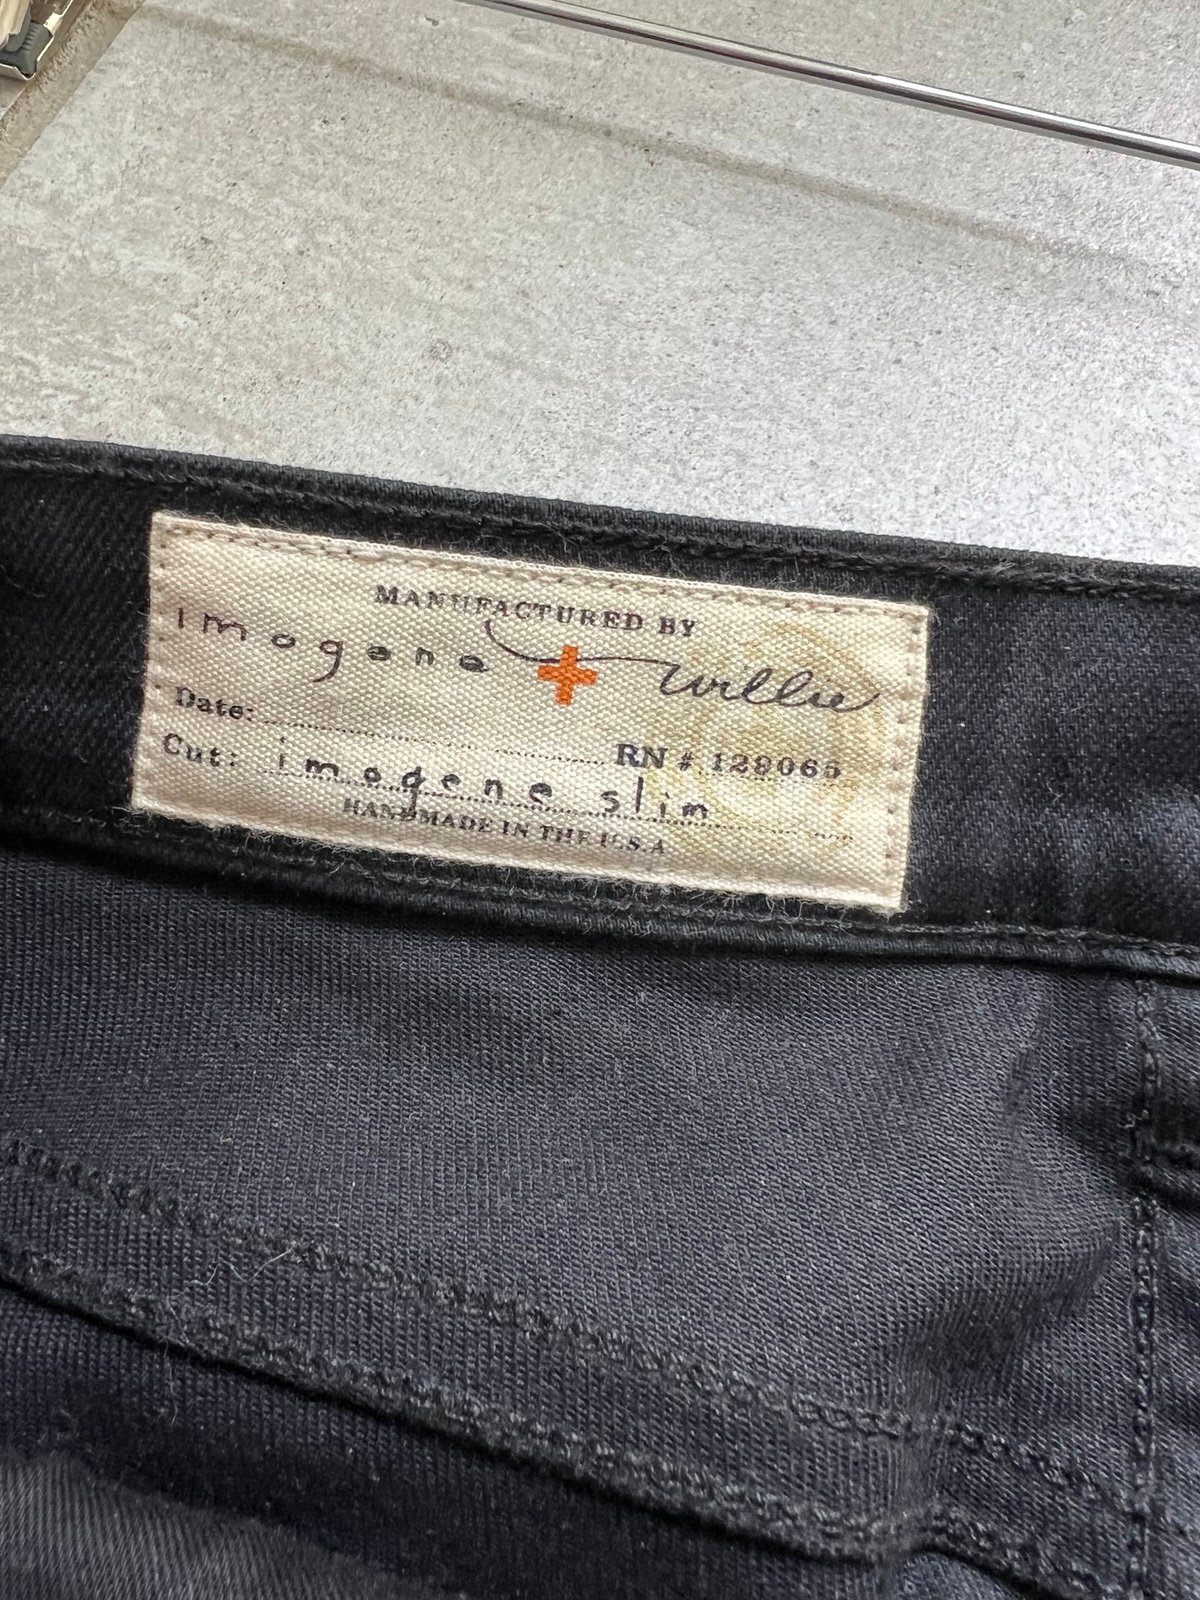 MANUFACTURED BY
imogene + willie
Date:
RN # 129065
Cut: imogene slim
HANDMADE IN THE U.S.A.